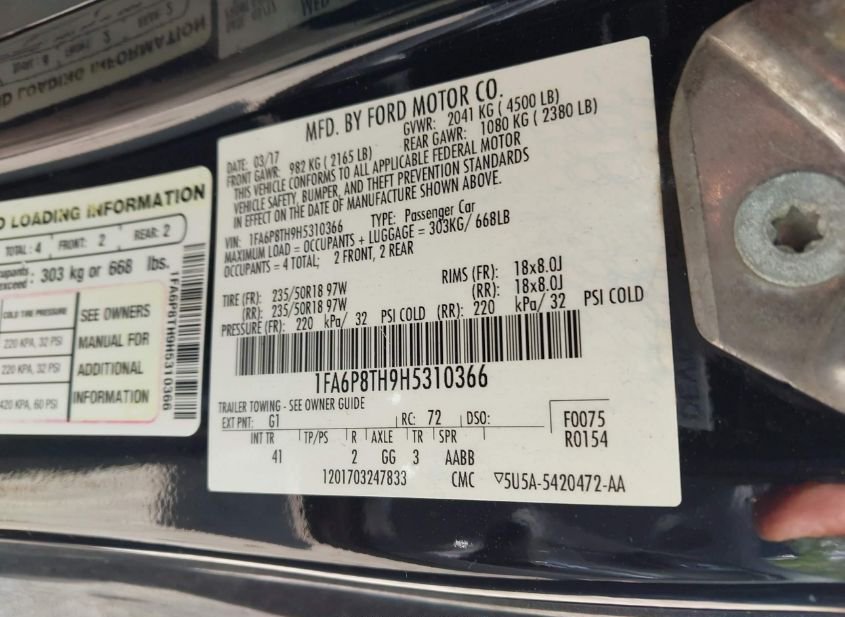 MFD. BY FORD MOTOR CO.
DATE: 03/17 GVWR: 2041 KG ( 4500 LB)
FRONT GAWR: 982 KG ( 2165 LB) REAR GAWR: 1080 KG ( 2380 LB)
THIS VEHICLE CONFORMS TO ALL APPLICABLE FEDERAL MOTOR
VEHICLE SAFETY, BUMPER, AND THEFT PREVENTION STANDARDS
IN EFFECT ON THE DATE OF MANUFACTURE SHOWN ABOVE.
VIN: 1FA6P8TH9H5310366 TYPE: Passenger Car
MAXIMUM LOAD = OCCUPANTS + LUGGAGE = 303KG/ 668LB
OCCUPANTS = 4 TOTAL; 2 FRONT, 2 REAR
TIRE (FR): 235/50R18 97W RIMS (FR): 18x8.0J
(RR): 235/50R18 97W (RR): 18x8.0J
PRESSURE (FR): 220 kPa/ 32 PSI COLD (RR): 220 kPa/ 32 PSI COLD
1FA6P8TH9H5310366
TRAILER TOWING - SEE OWNER GUIDE
EXT PNT: G1 RC: 72 DSO: F0075
R0154
INT TR TP/PS R AXLE TR SPR
41 2 GG 3 AABB
1201703247833 CMC ▽5U5A-5420472-AA
D LOADING INFORMATION
TOTAL : 4 FRONT: 2 REAR: 2
303 kg or 668 lbs.
COLD TIRE PRESSURE
220 KPA, 32 PSI
220 KPA, 32 PSI
420 KPA, 60 PSI
SEE OWNERS
MANUAL FOR
ADDITIONAL
INFORMATION
1FA6P8TH9H5310366